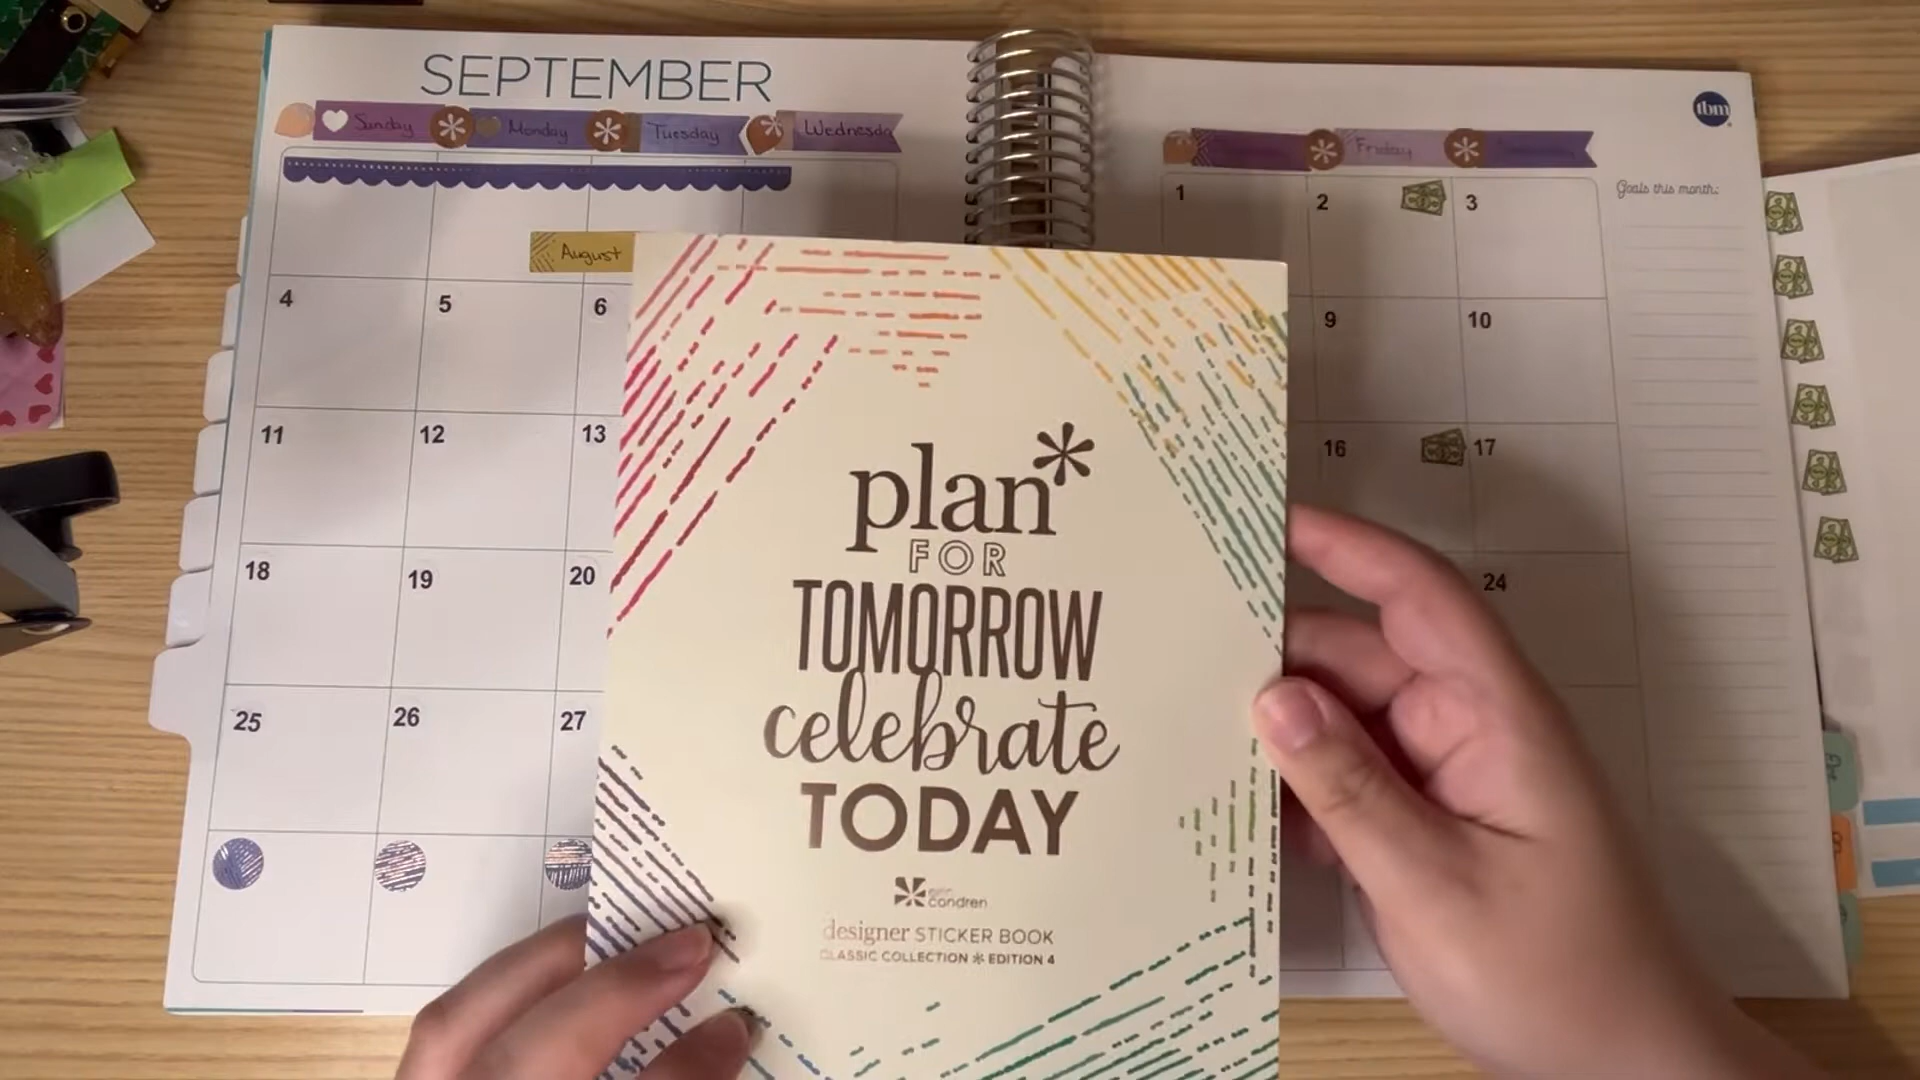 SEPTEMBER
Sunday Monday Tuesday Wednesda
Friday
tbm
1 2 3
Goals this month:
August
4 5 6
9 10
11 12 13
16 17
18 19 20
24
25 26 27
plan*
FOR
TOMORROW
celebrate
TODAY
erin
condren
designer STICKER BOOK
CLASSIC COLLECTION * EDITION 4